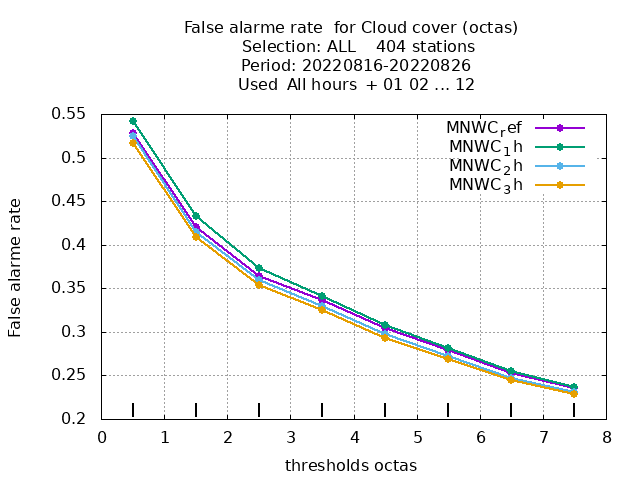 False alarme rate  for Cloud cover (octas)
Selection: ALL    404 stations
Period: 20220816-20220826
Used  All hours  + 01 02 ... 12
MNWC_ref
MNWC_1h
MNWC_2h
MNWC_3h
0.55
0.5
0.45
0.4
0.35
0.3
0.25
0.2
False alarme rate
0 1 2 3 4 5 6 7 8
thresholds octas